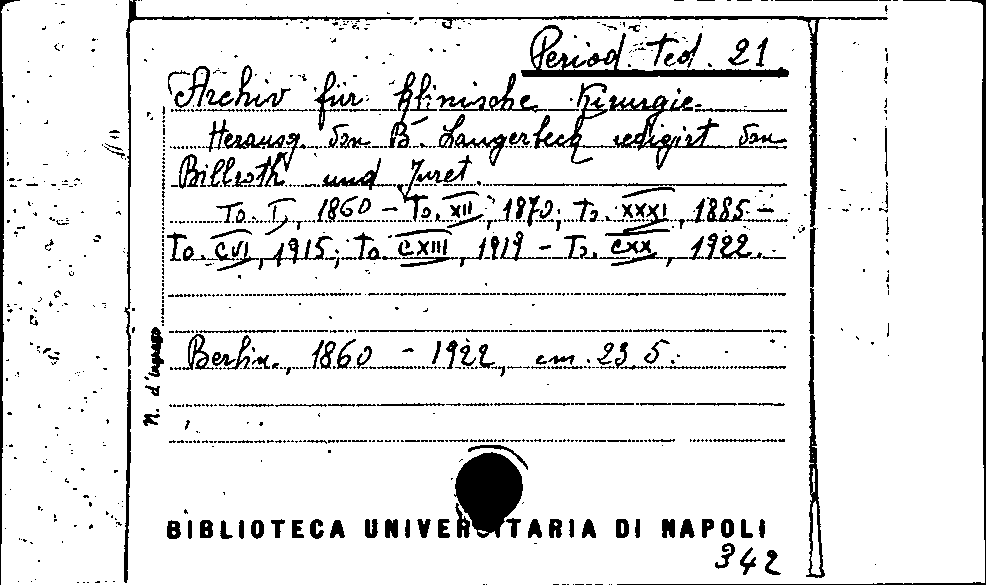 Period. ted. 21.
Archiv für klinische Kirurgie.
Herausg. von B. Langerbeck redigirt von
Billroth und Juret.
To. I, 1860 - To. XII, 1870; To. XXXI, 1885 -
To. CVI, 1915; To. CXIII, 1919 - To. CXX, 1922.
Berlin, 1860 - 1922, cm. 23,5.
N. d'ingresso
BIBLIOTECA UNIVERSITARIA DI NAPOLI
342